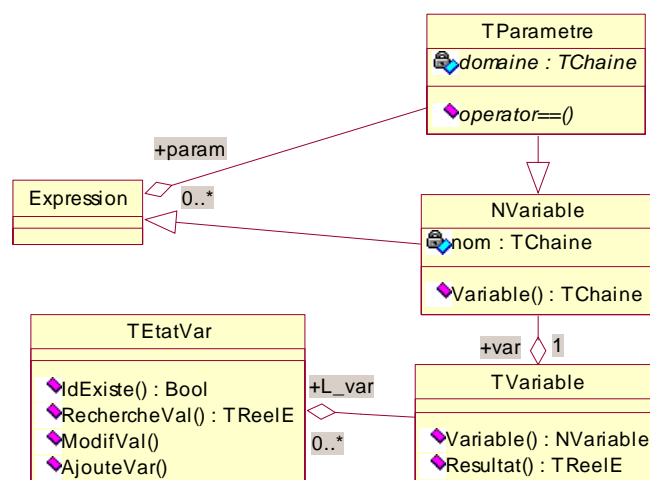 TParametre
domaine : TChaine
operator==()
+param
0..*
Expression
NVariable
nom : TChaine
Variable() : TChaine
+var
1
TEtatVar
IdExiste() : Bool
RechercheVal() : TReelE
ModifVal()
AjouteVar()
+L_var
0..*
TVariable
Variable() : NVariable
Resultat() : TReelE